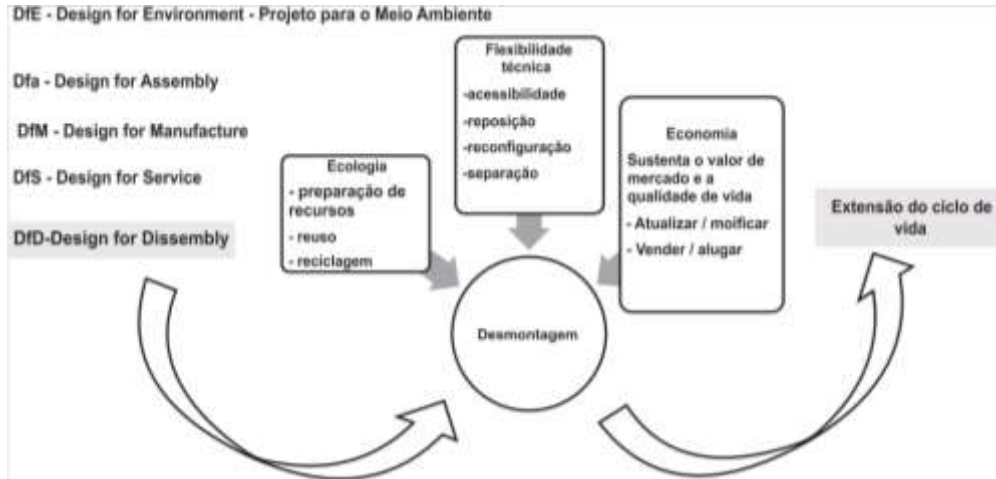 DfE - Design for Environment - Projeto para o Meio Ambiente
Dfa - Design for Assembly
DfM - Design for Manufacture
DfS - Design for Service
DfD-Design for Dissembly
Ecologia
- preparação de
recursos
- reuso
- reciclagem
Flexibilidade
técnica
-acessibilidade
-reposição
-reconfiguração
-separação
Economia
Sustenta o valor de
mercado e a
qualidade de vida
- Atualizar / moificar
- Vender / alugar
Desmontagem
Extensão do ciclo de
vida